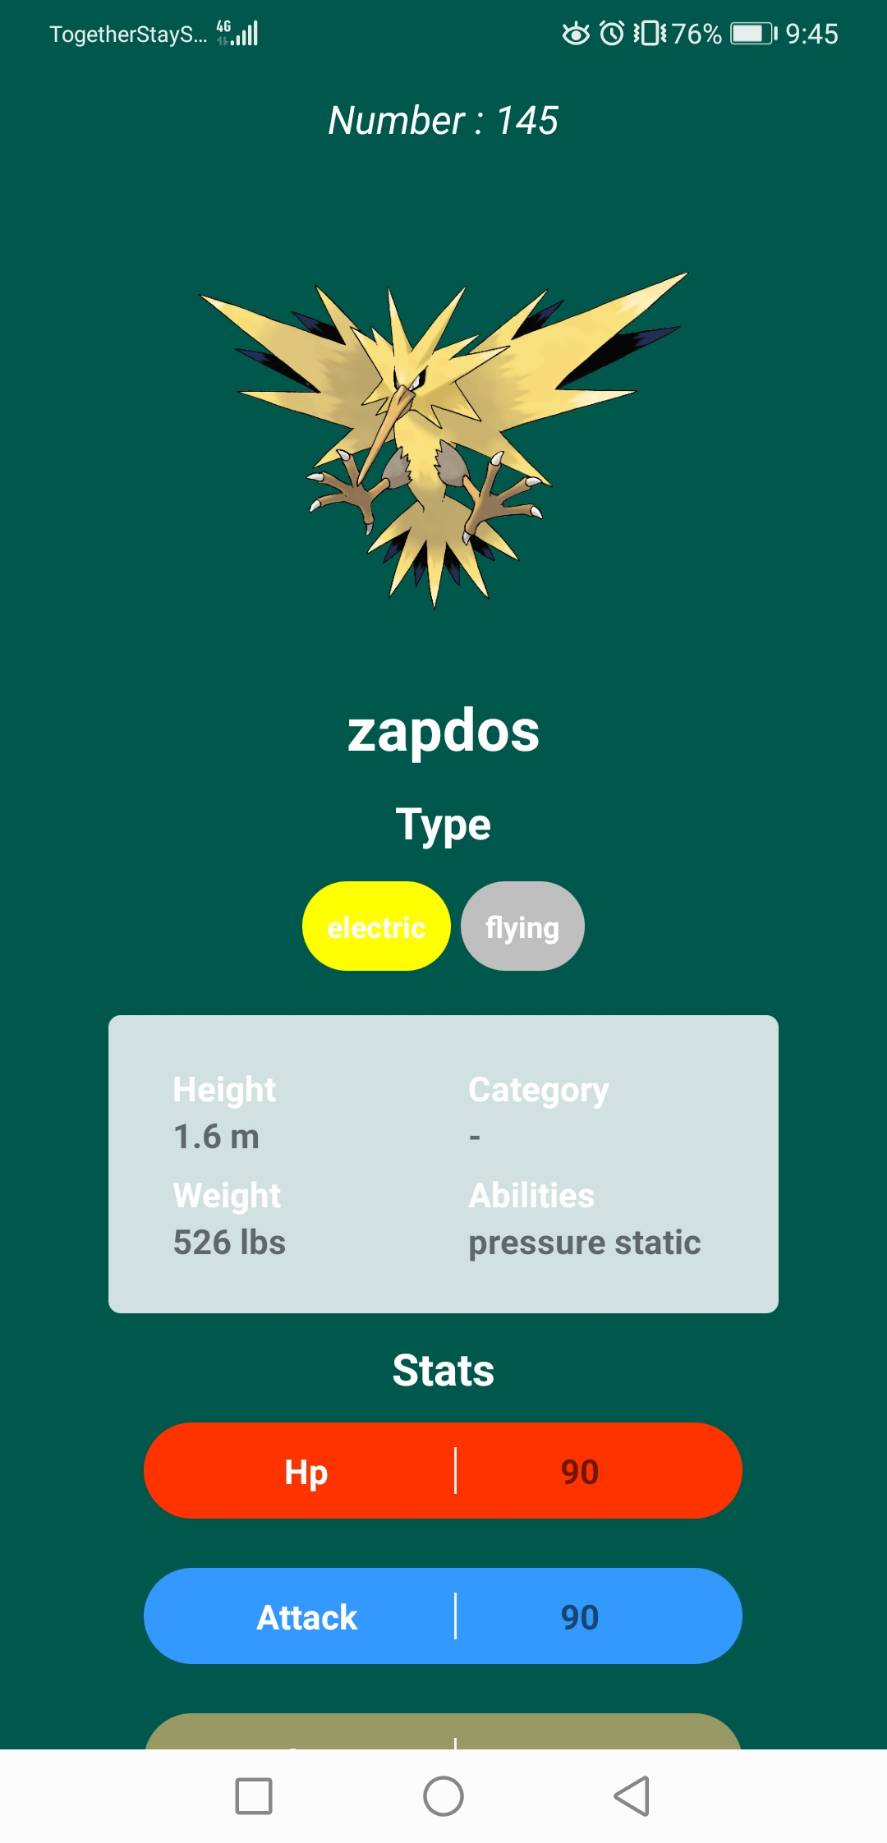 TogetherStayS... 4G 76% 9:45
Number : 145
zapdos
Type
electric flying
Height Category
1.6 m -
Weight Abilities
526 lbs pressure static
Stats
Hp 90
Attack 90